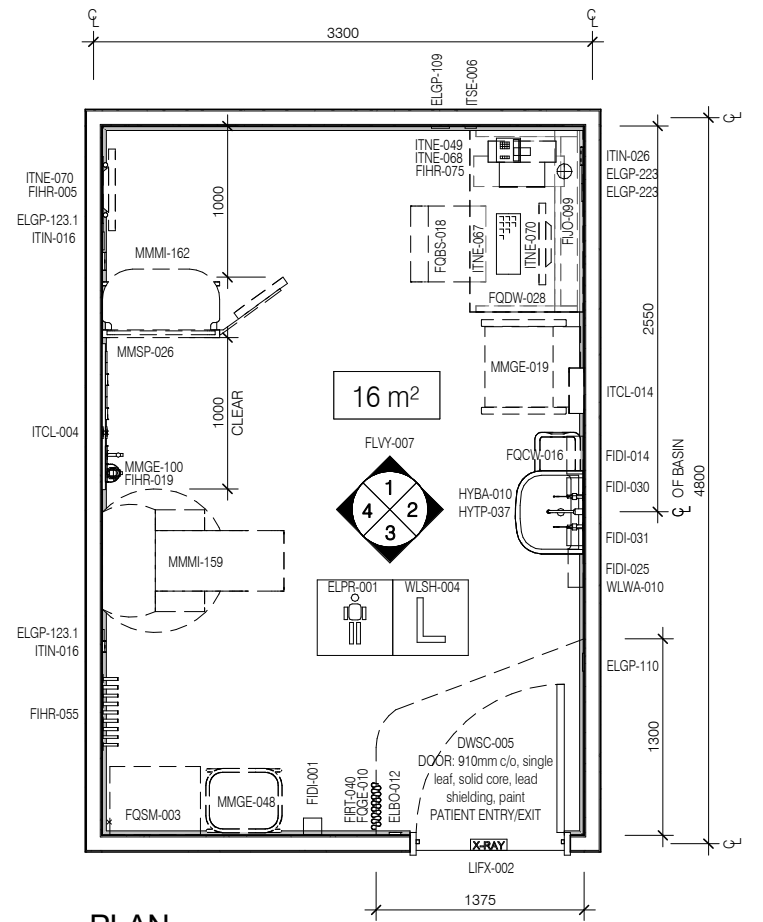 ℄
℄
3300
ELGP-109
ITSE-006
℄
ITNE-049
ITNE-068
FIHR-075
ITIN-026
ELGP-223
ELGP-223
ITNE-070
FIHR-005
ELGP-123.1
ITIN-016
1000
MMMI-162
FQBS-018
ITNE-067
ITNE-070
FIJO-099
FQDW-028
2550
MMSP-026
MMGE-019
16 m²
ITCL-014
1000
CLEAR
ITCL-004
FLVY-007
FQCW-016
FIDI-014
MMGE-100
FIHR-019
HYBA-010
HYTP-037
FIDI-030
℄ OF BASIN
4800
1
4
2
3
FIDI-031
MMMI-159
FIDI-025
WLWA-010
ELPR-001
WLSH-004
ELGP-123.1
ITIN-016
ELGP-110
FIHR-055
1300
DWSC-005
DOOR: 910mm c/o, single
leaf, solid core, lead
shielding, paint
PATIENT ENTRY/EXIT
FQSM-003
MMGE-048
FIDI-001
FIRT-040
FQGE-010
ELBO-012
X-RAY
℄
LIFX-002
1375
PLAN